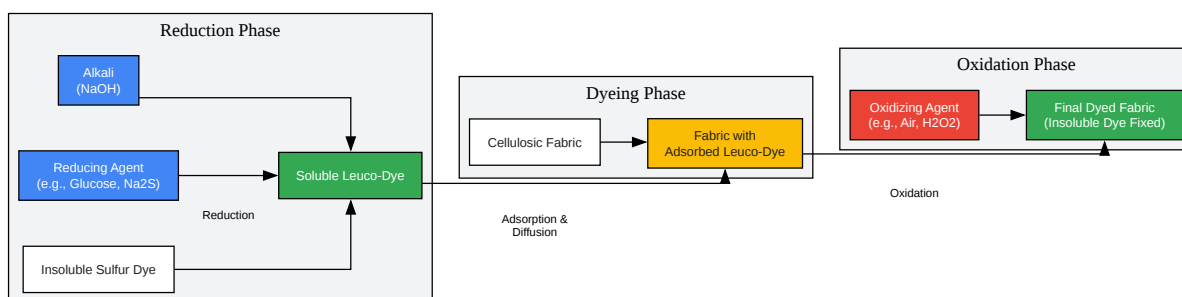 Reduction Phase
Alkali
(NaOH)
Reducing Agent
(e.g., Glucose, Na2S)
Reduction
Insoluble Sulfur Dye
Soluble Leuco-Dye
Dyeing Phase
Cellulosic Fabric
Fabric with
Adsorbed Leuco-Dye
Adsorption &
Diffusion
Oxidation Phase
Oxidizing Agent
(e.g., Air, H2O2)
Final Dyed Fabric
(Insoluble Dye Fixed)
Oxidation